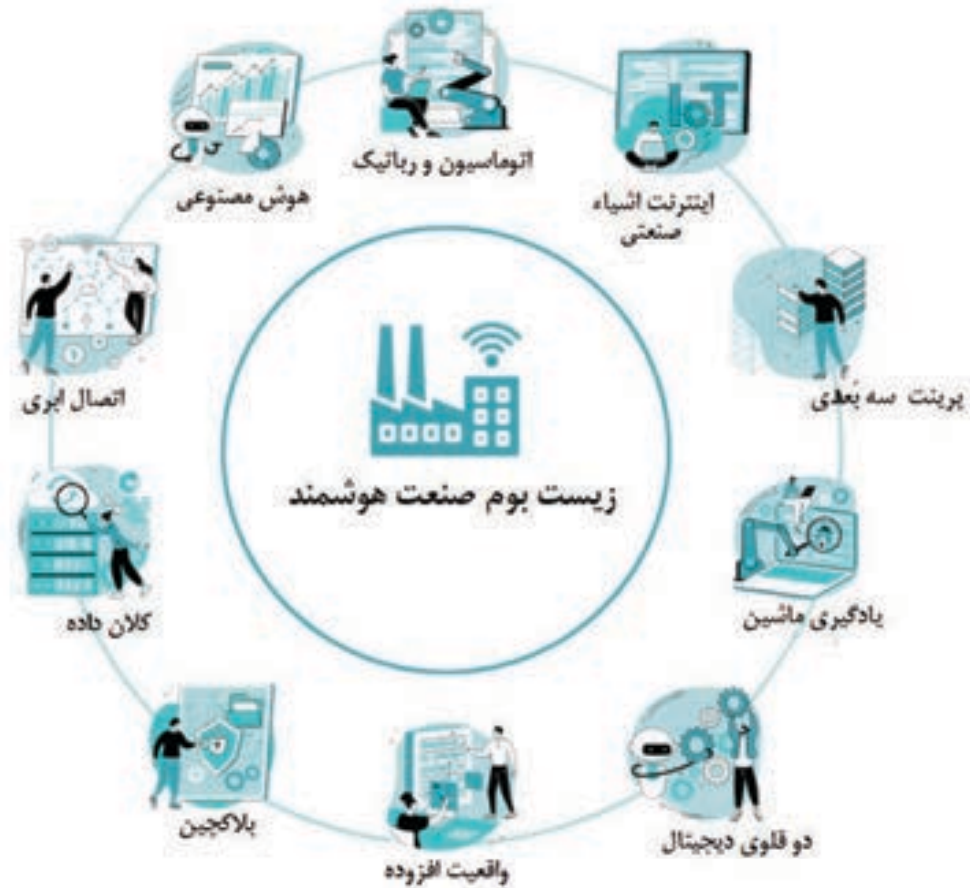 اتوماسیون و رباتیک
اینترنت اشیاء
صنعتی
IoT
هوش مصنوعی
پرینت سه بُعدی
اتصال ابری
زیست بوم صنعت هوشمند
یادگیری ماشین
کلان داده
دو قلوی دیجیتال
واقعیت افزوده
بلاکچین